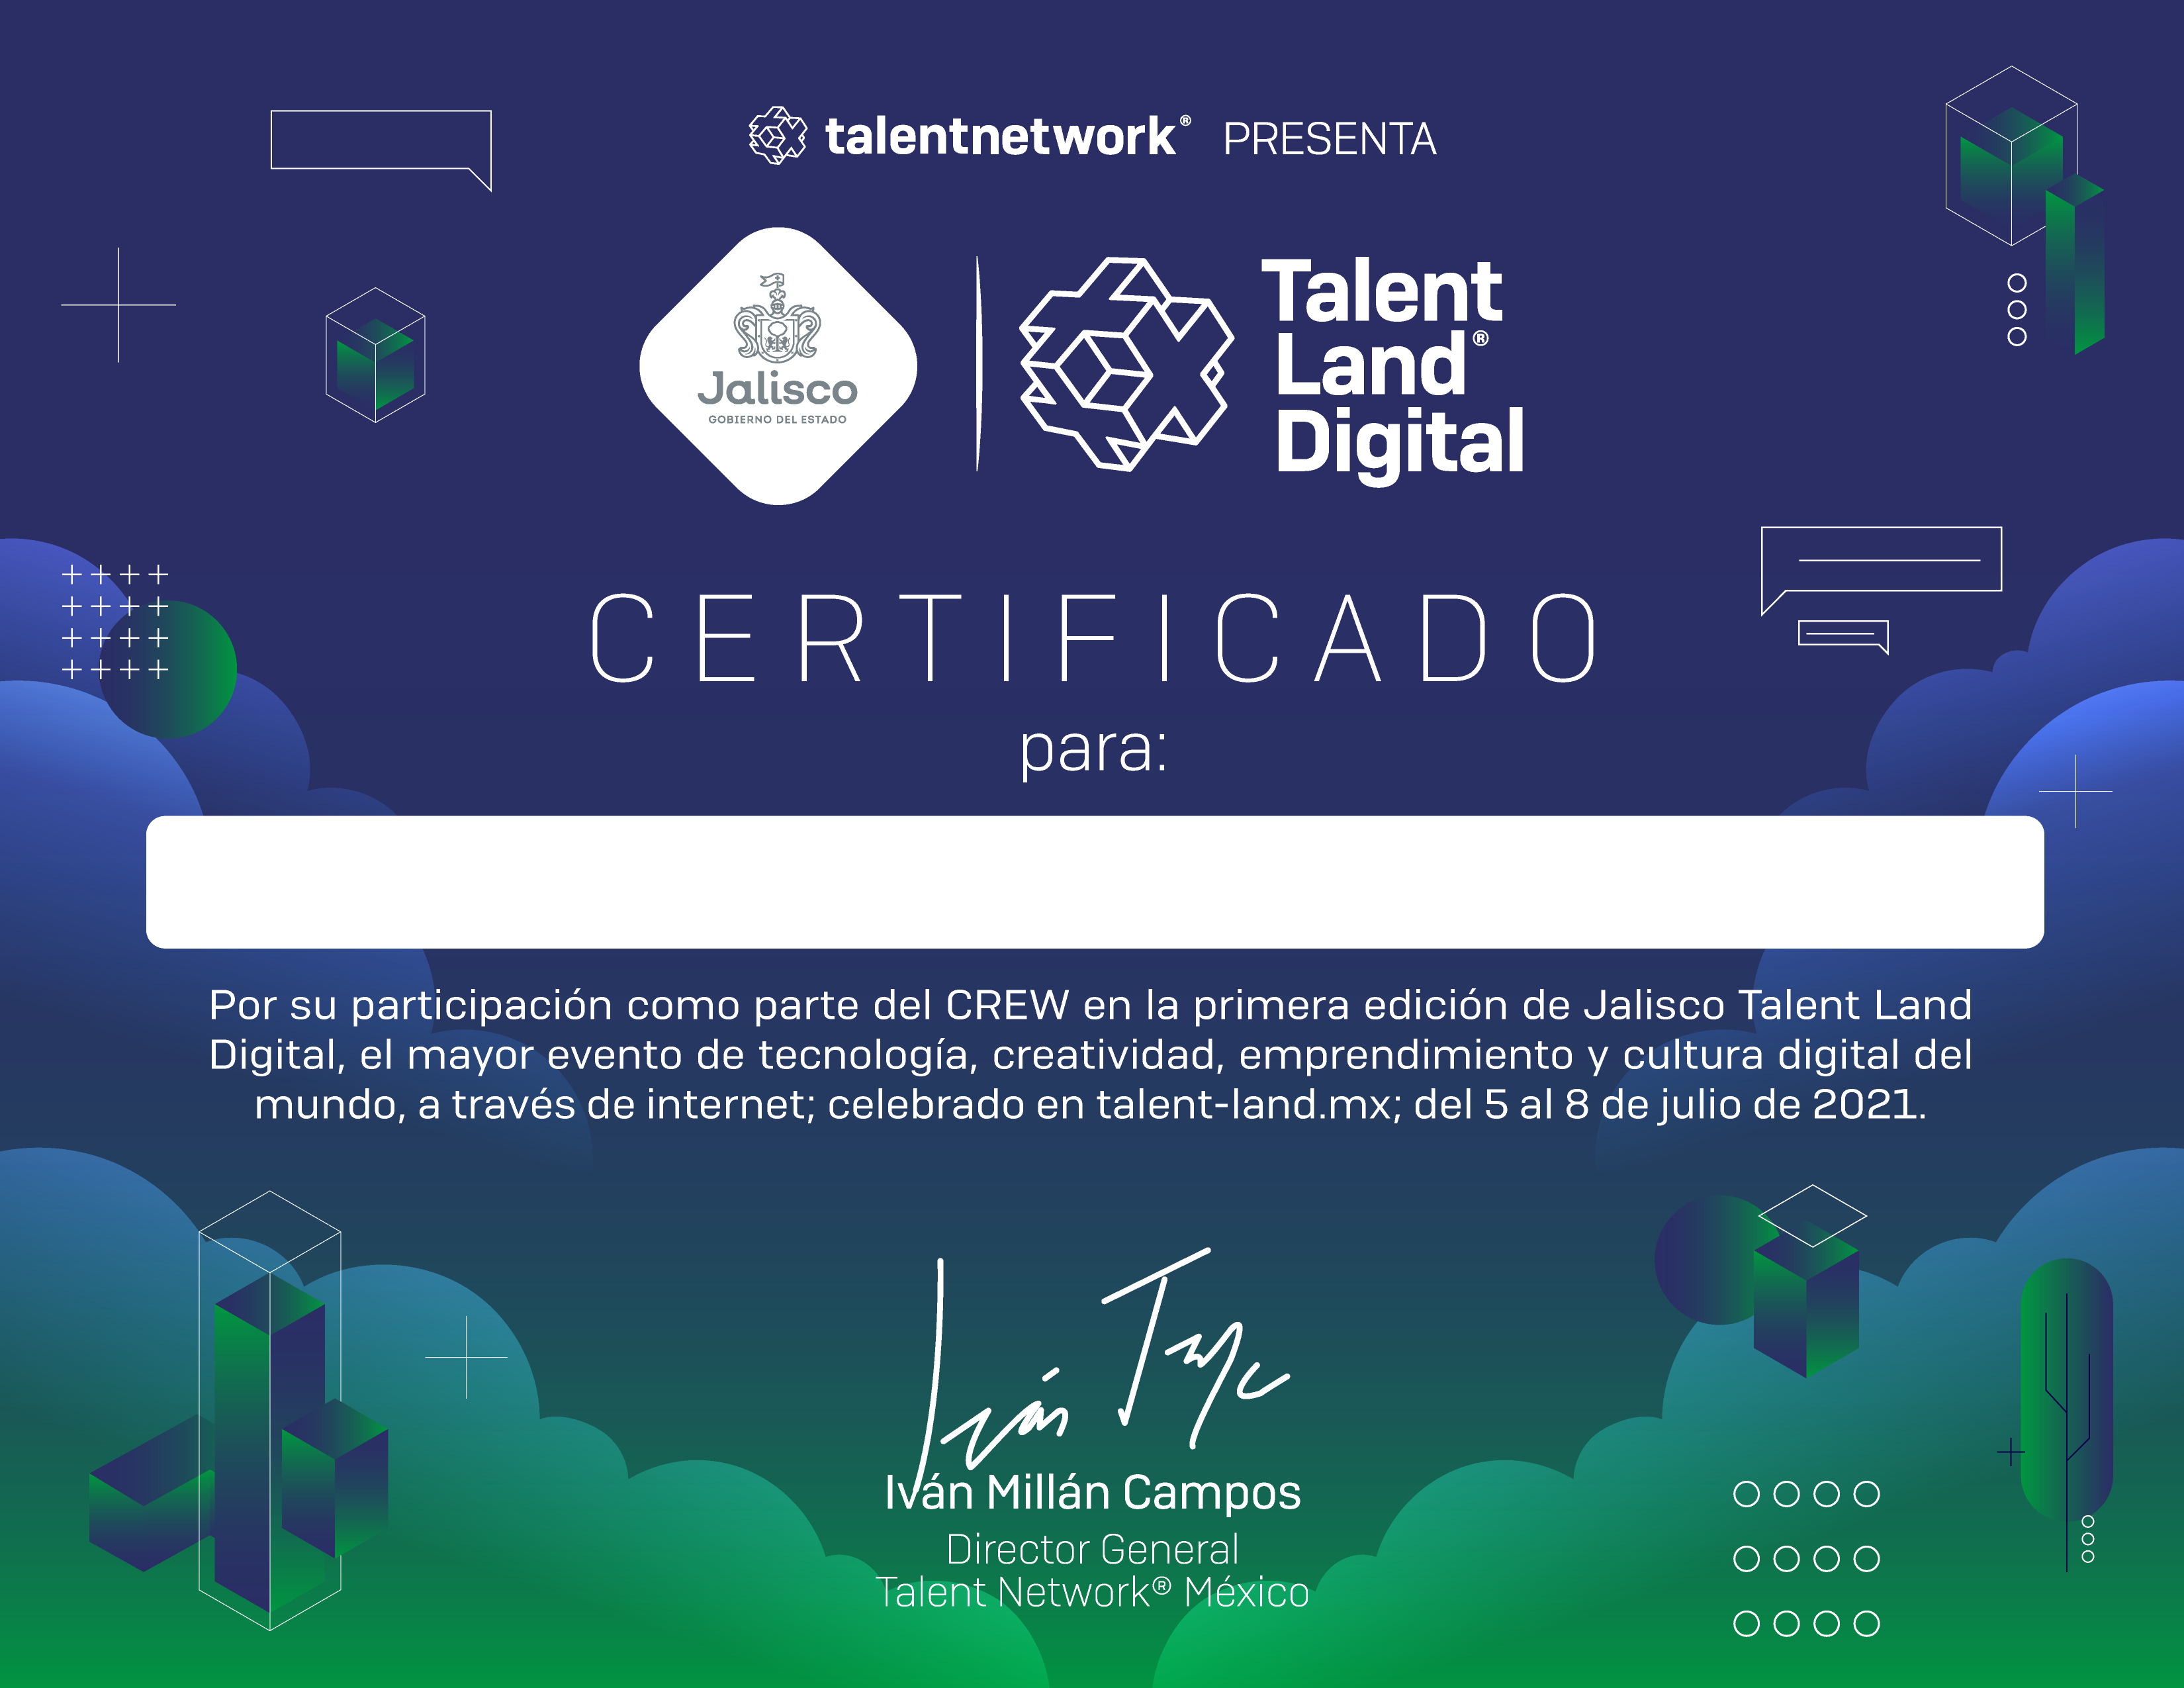 talentnetwork® PRESENTA
Jalisco
GOBIERNO DEL ESTADO
Talent
Land®
Digital
CERTIFICADO
para:
Por su participación como parte del CREW en la primera edición de Jalisco Talent Land
Digital, el mayor evento de tecnología, creatividad, emprendimiento y cultura digital del
mundo, a través de internet; celebrado en talent-land.mx; del 5 al 8 de julio de 2021.
Iván Millán Campos
Director General
Talent Network® México